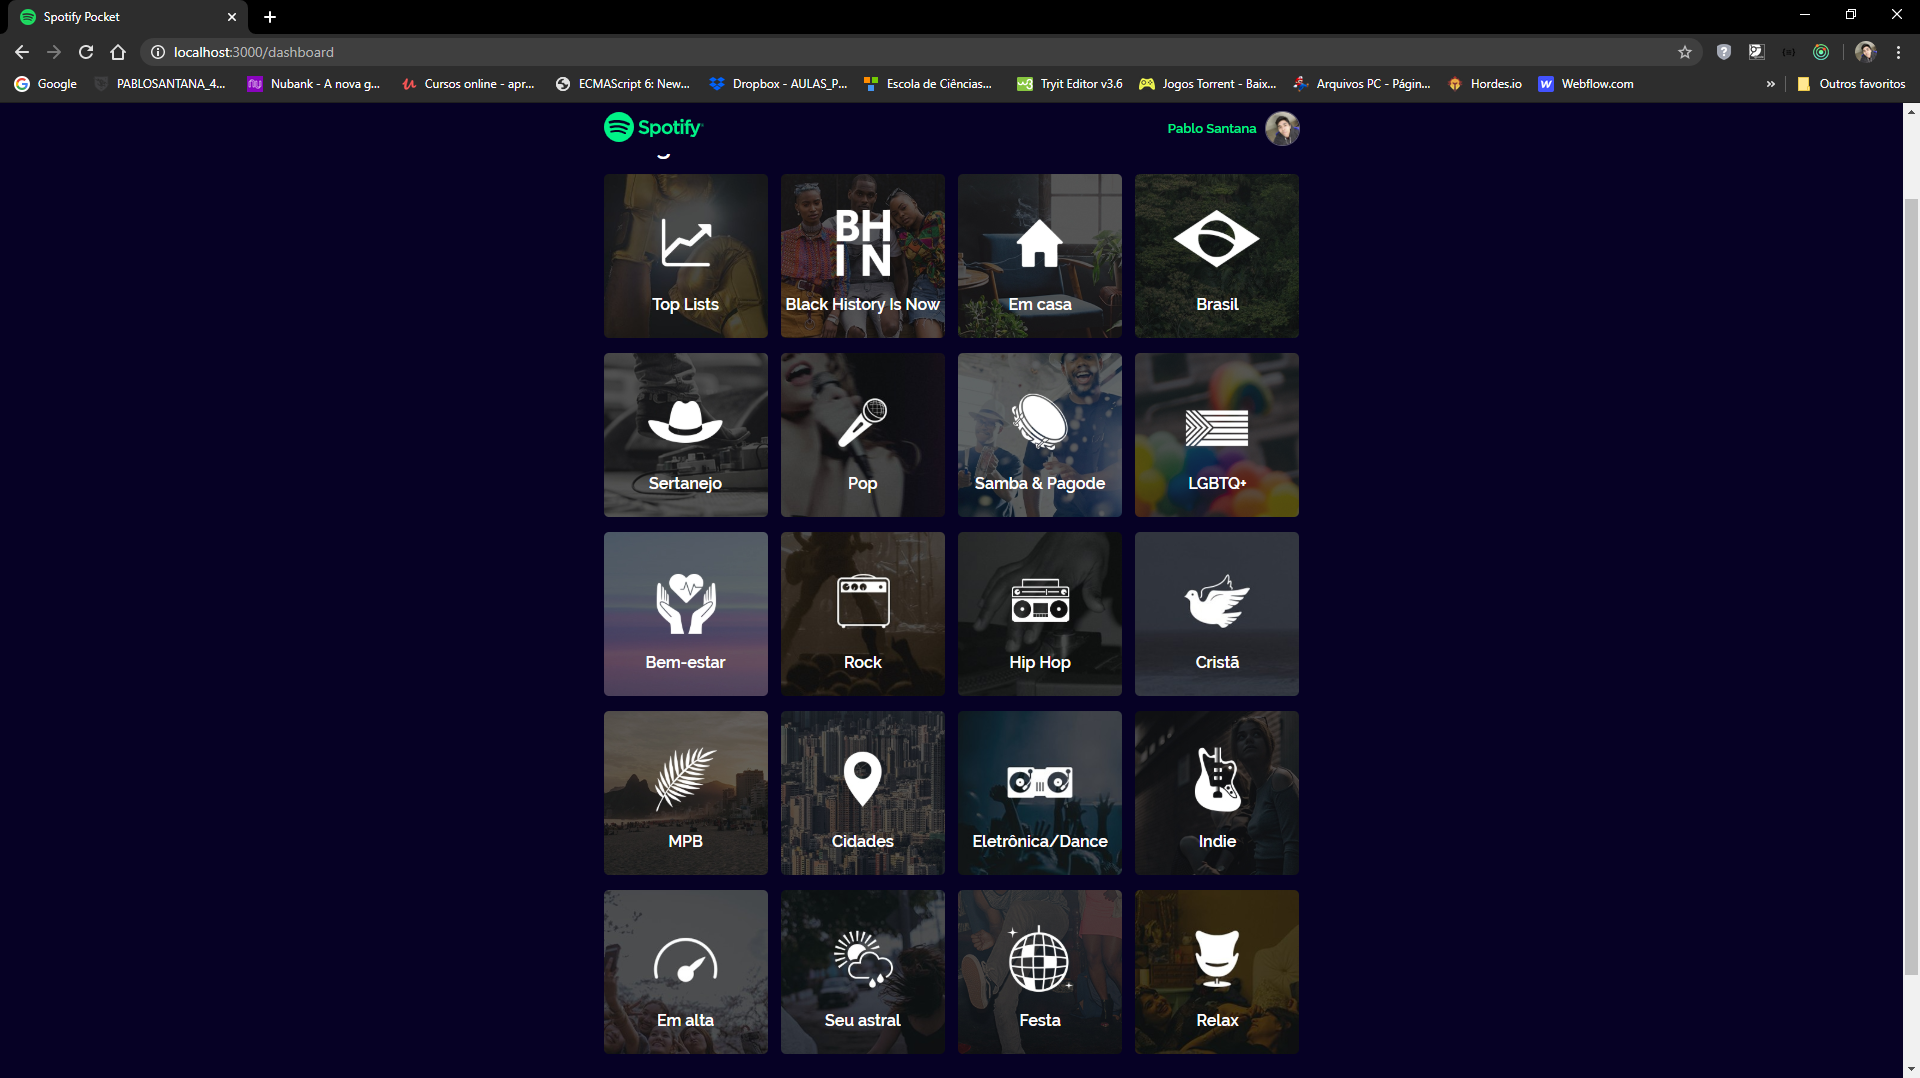 Spotify Pocket
localhost:3000/dashboard
Google
PABLOSANTANA_4...
Nubank - A nova g...
Cursos online - apr...
ECMAScript 6: New...
Dropbox - AULAS_P...
Escola de Ciências...
Tryit Editor v3.6
Jogos Torrent - Baix...
Arquivos PC - Págin...
Hordes.io
Webflow.com
»
Outros favoritos
Spotify
Pablo Santana
Top Lists
BH
IN
Black History Is Now
Em casa
Brasil
Sertanejo
Pop
Samba & Pagode
LGBTQ+
Bem-estar
Rock
Hip Hop
Cristã
MPB
Cidades
Eletrônica/Dance
Indie
Em alta
Seu astral
Festa
Relax